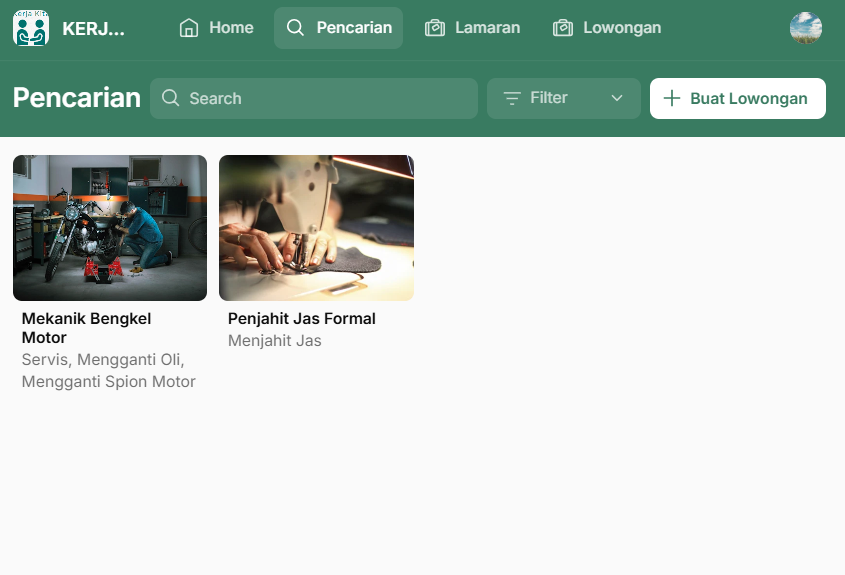 Kerja Kita
KERJ...
Home
Pencarian
Lamaran
Lowongan
Pencarian
Search
Filter
Buat Lowongan
Mekanik Bengkel
Motor
Servis, Mengganti Oli,
Mengganti Spion Motor
Penjahit Jas Formal
Menjahit Jas